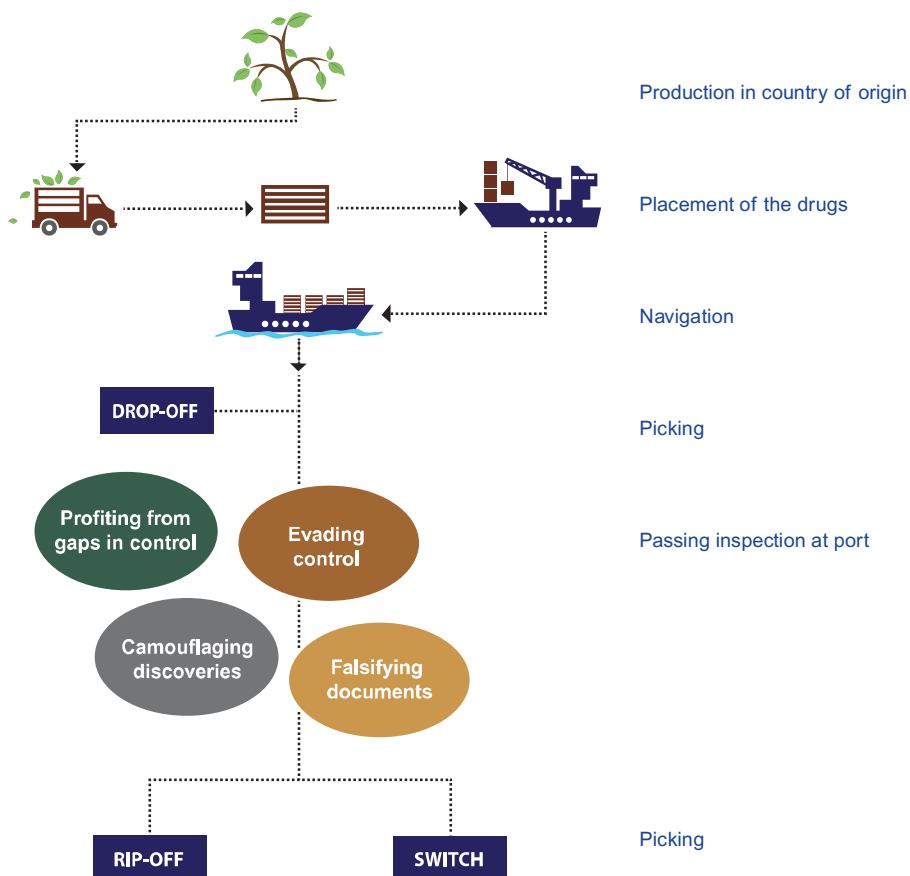 Production in country of origin
Placement of the drugs
Navigation
DROP-OFF
Picking
Profiting from
gaps in control
Evading
control
Passing inspection at port
Camouflaging
discoveries
Falsifying
documents
RIP-OFF
SWITCH
Picking